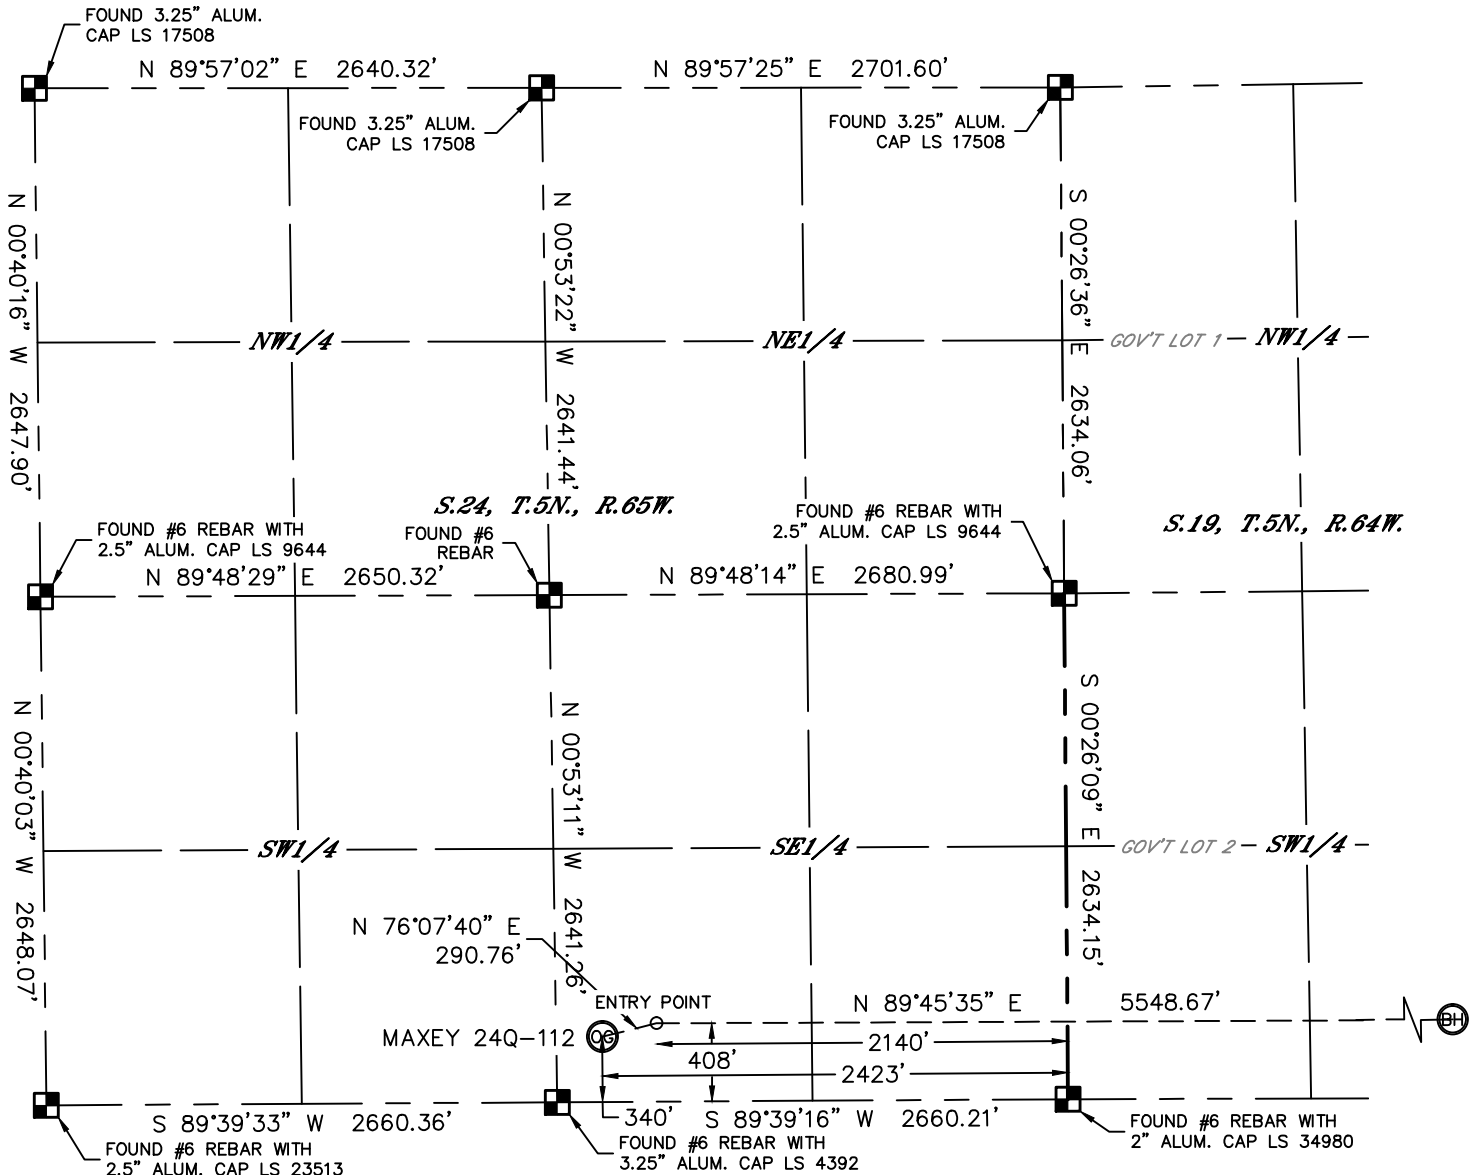 FOUND 3.25" ALUM.
CAP LS 17508
N 89°57'02" E 2640.32'
N 89°57'25" E 2701.60'
FOUND 3.25" ALUM.
CAP LS 17508
FOUND 3.25" ALUM.
CAP LS 17508
N 00°40'16" W 2647.90'
N 00°53'22" W 2641.44'
S 00°26'36" E 2634.06'
NW1/4
NE1/4
GOV'T LOT 1
NW1/4
S.24, T.5N., R.65W.
S.19, T.5N., R.64W.
FOUND #6 REBAR WITH
2.5" ALUM. CAP LS 9644
FOUND #6
REBAR
FOUND #6 REBAR WITH
2.5" ALUM. CAP LS 9644
N 89°48'29" E 2650.32'
N 89°48'14" E 2680.99'
N 00°40'03" W 2648.07'
N 00°53'11" W 2641.26'
S 00°26'09" E 2634.15'
SW1/4
SE1/4
GOV'T LOT 2
SW1/4
N 76°07'40" E
290.76'
ENTRY POINT
N 89°45'35" E 5548.67'
MAXEY 24Q-112
OG
BH
2140'
408'
2423'
340'
S 89°39'33" W 2660.36'
S 89°39'16" W 2660.21'
FOUND #6 REBAR WITH
2.5" ALUM. CAP LS 23513
FOUND #6 REBAR WITH
3.25" ALUM. CAP LS 4392
FOUND #6 REBAR WITH
2" ALUM. CAP LS 34980